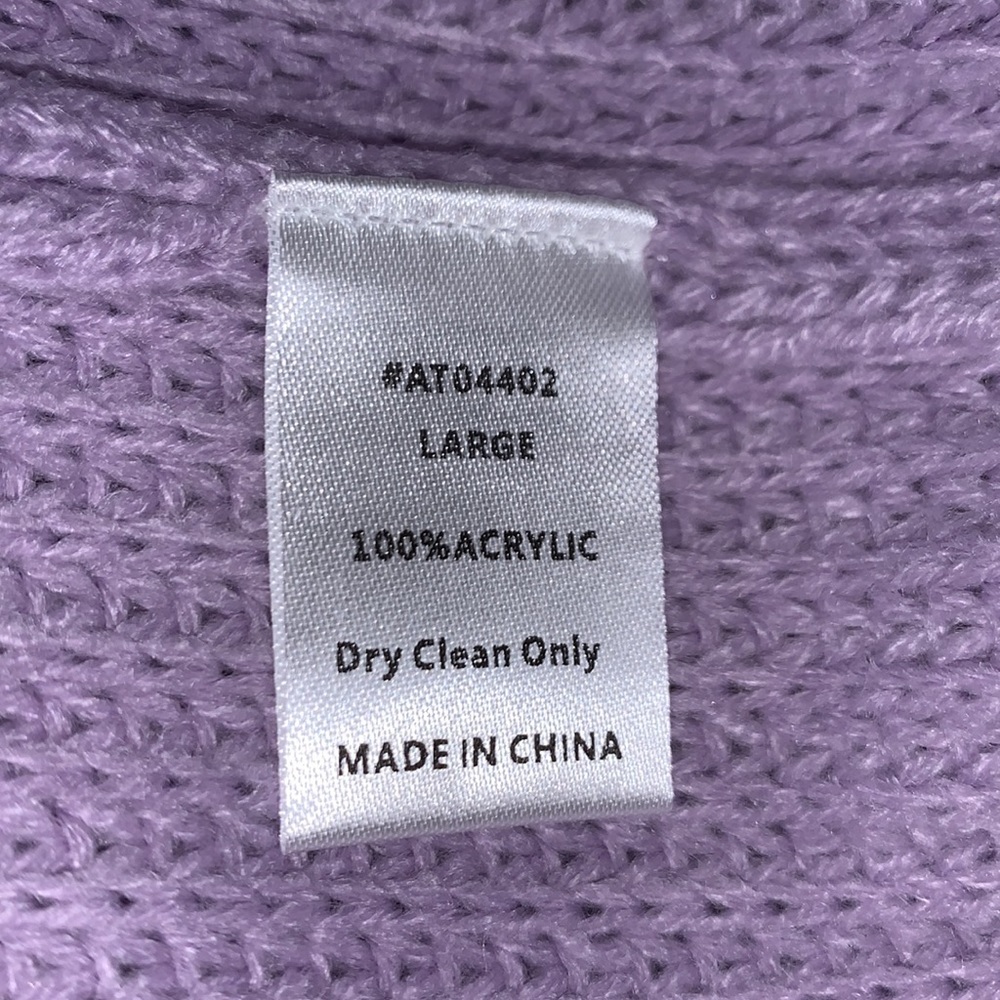 #AT04402
LARGE
100%ACRYLIC
Dry Clean Only
MADE IN CHINA